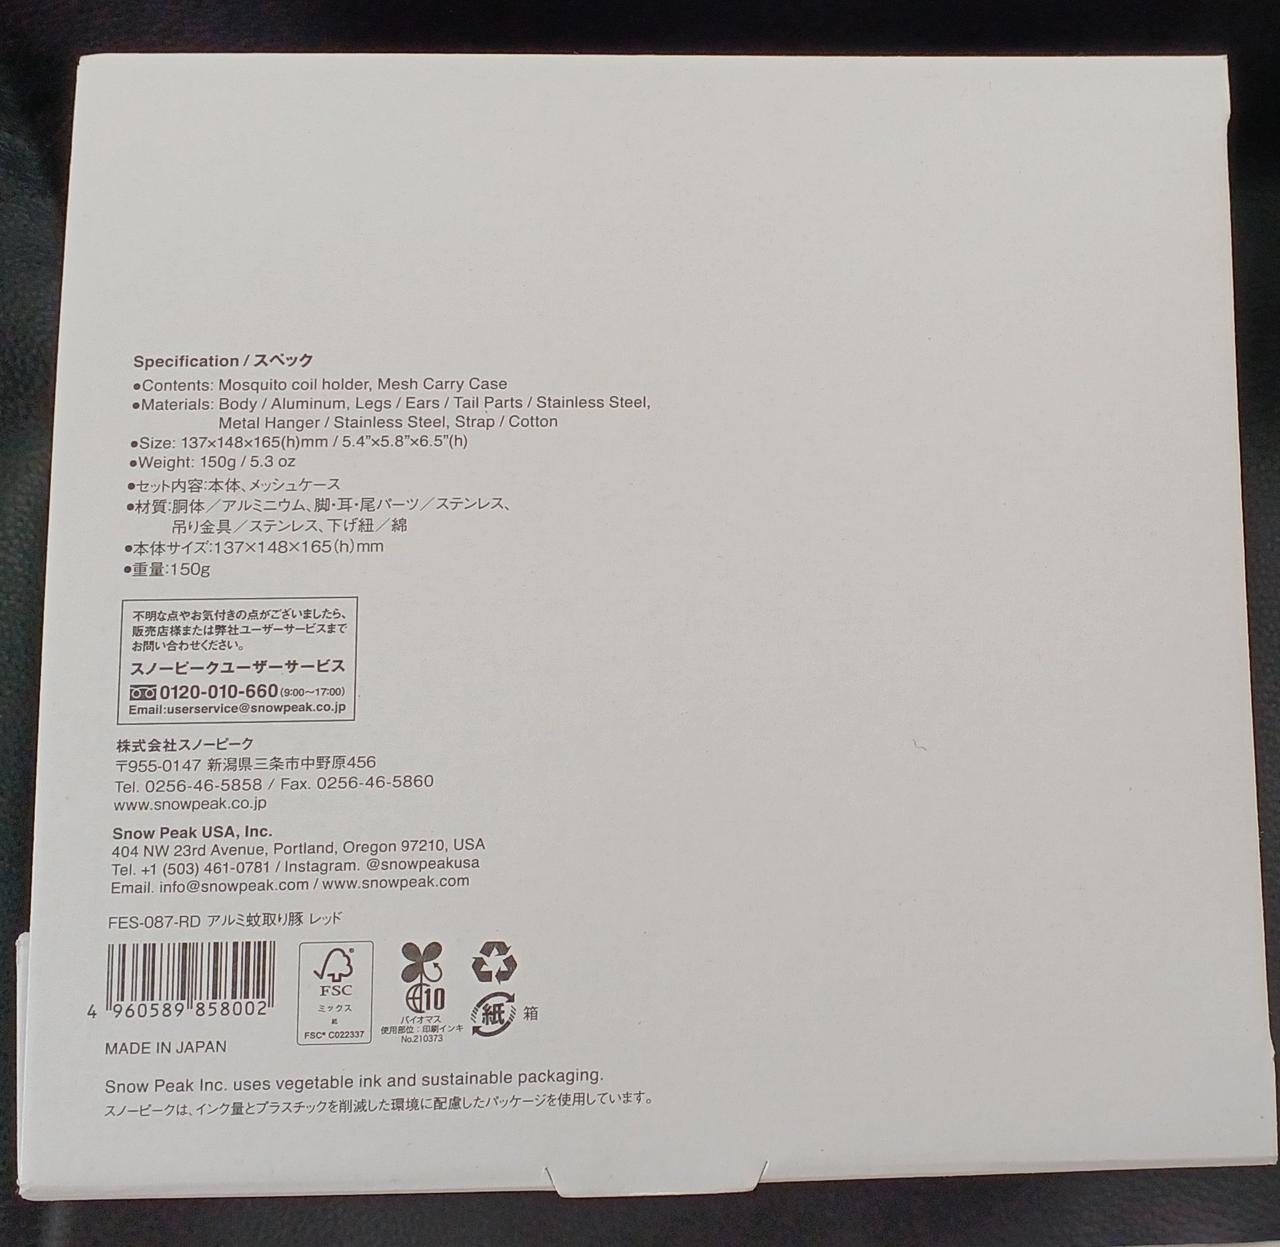 Specification / スペック
●Contents: Mosquito coil holder, Mesh Carry Case
●Materials: Body / Aluminum, Legs / Ears / Tail Parts / Stainless Steel,
Metal Hanger / Stainless Steel, Strap / Cotton
●Size: 137×148×165(h)mm / 5.4"×5.8"×6.5"(h)
●Weight: 150g / 5.3 oz
●セット内容:本体、メッシュケース
●材質:胴体／アルミニウム、脚・耳・尾パーツ／ステンレス、
吊り金具／ステンレス、下げ紐／綿
●本体サイズ:137×148×165(h)mm
●重量:150g
不明な点やお気付きの点がございましたら、
販売店様または弊社ユーザーサービスまで
お問い合わせください。
スノーピークユーザーサービス
0120-010-660(9:00〜17:00)
Email:userservice@snowpeak.co.jp
株式会社スノーピーク
〒955-0147 新潟県三条市中野原456
Tel. 0256-46-5858 / Fax. 0256-46-5860
www.snowpeak.co.jp
Snow Peak USA, Inc.
404 NW 23rd Avenue, Portland, Oregon 97210, USA
Tel. +1 (503) 461-0781 / Instagram. @snowpeakusa
Email. info@snowpeak.com / www.snowpeak.com
FES-087-RD アルミ蚊取り豚 レッド
4 960589 858002
FSC
ミックス
紙
FSC® C022337
10
バイオマス
使用部位：印刷インキ
No.210373
紙 箱
MADE IN JAPAN
Snow Peak Inc. uses vegetable ink and sustainable packaging.
スノーピークは、インク量とプラスチックを削減した環境に配慮したパッケージを使用しています。